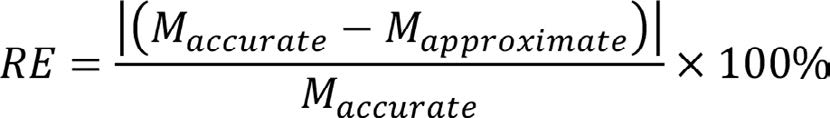 RE = |(M_accurate − M_approximate)| / M_accurate × 100%